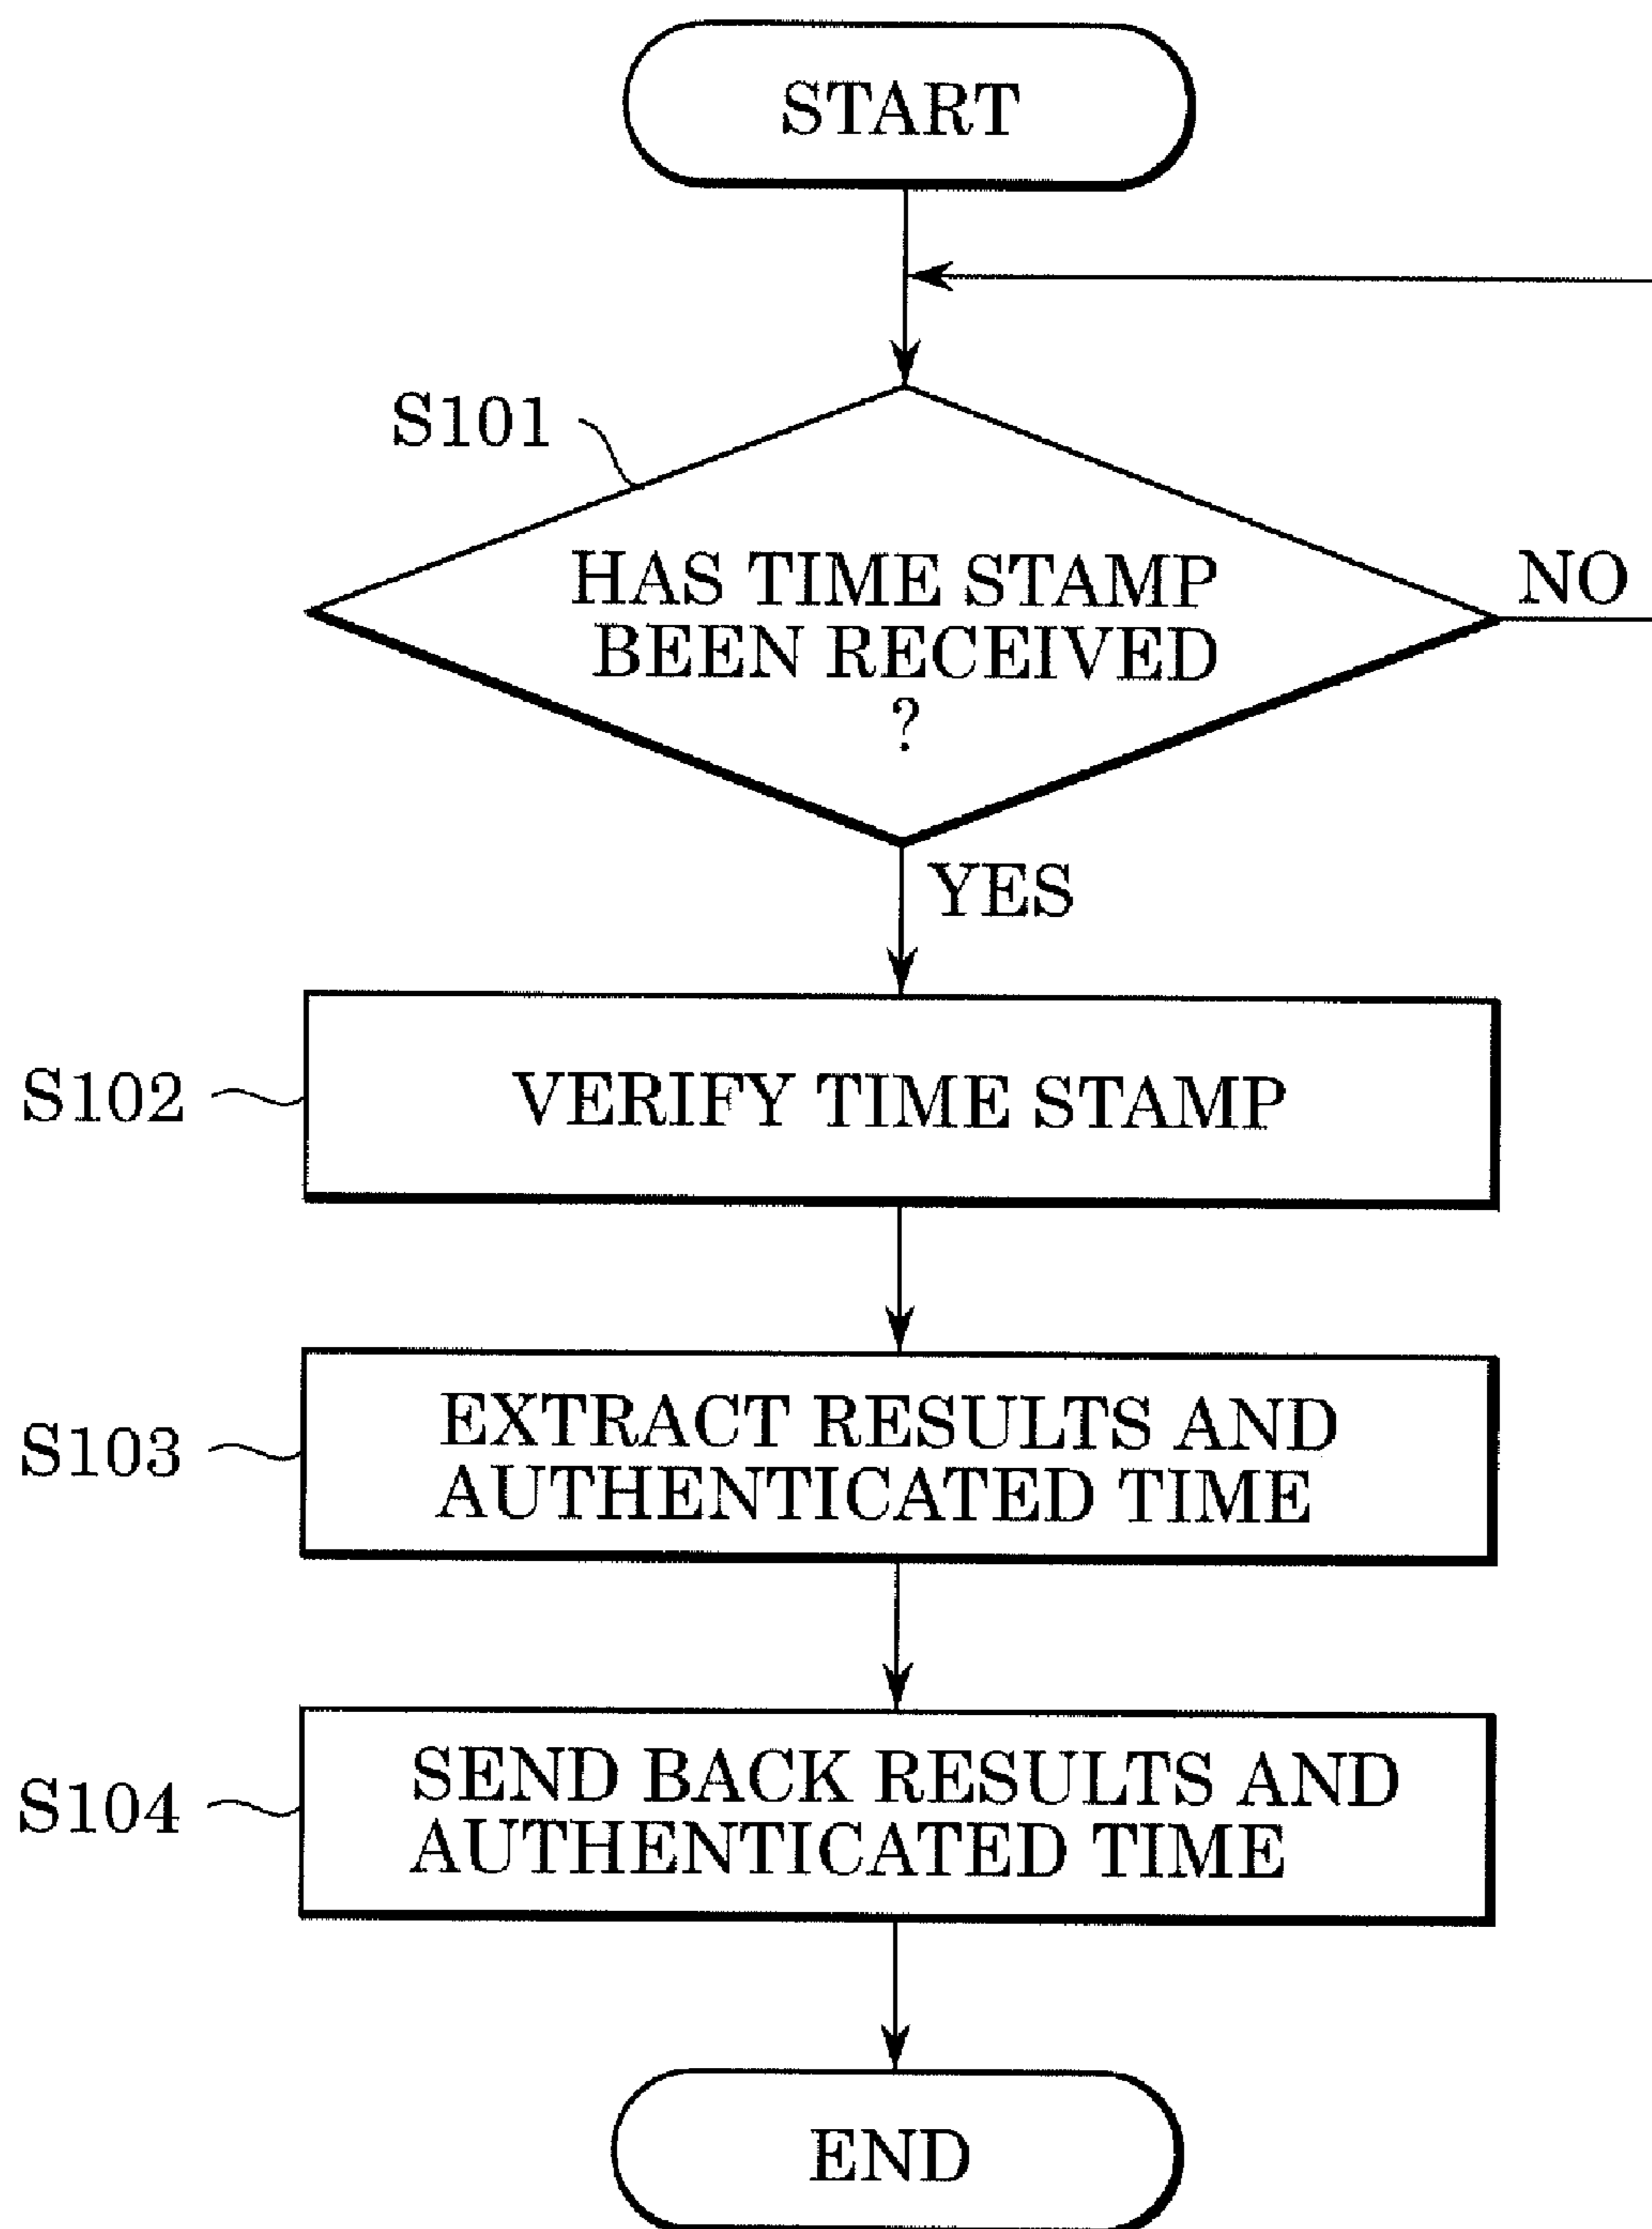 START
S101
HAS TIME STAMP
BEEN RECEIVED
?
NO
YES
S102
VERIFY TIME STAMP
S103
EXTRACT RESULTS AND
AUTHENTICATED TIME
S104
SEND BACK RESULTS AND
AUTHENTICATED TIME
END